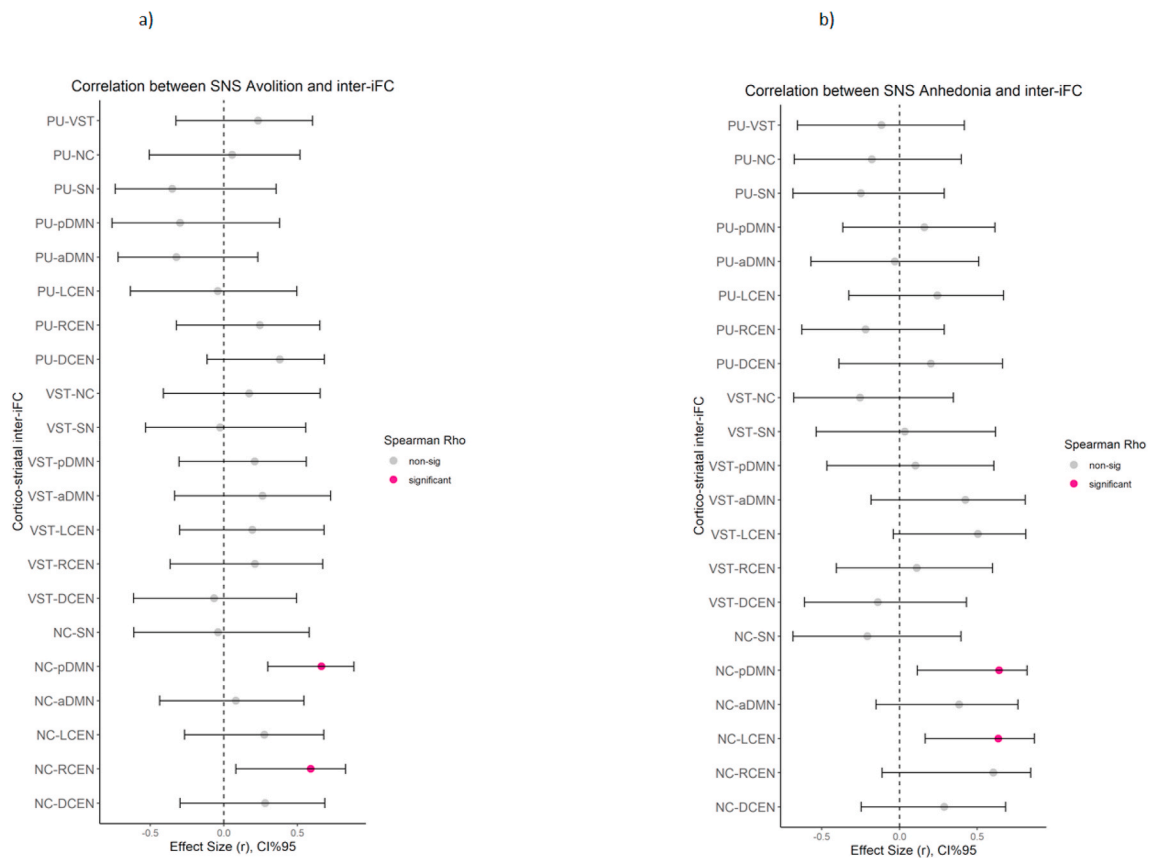 a)
Correlation between SNS Avolition and inter-iFC
PU-VST
PU-NC
PU-SN
PU-pDMN
PU-aDMN
PU-LCEN
PU-RCEN
PU-DCEN
VST-NC
VST-SN
VST-pDMN
VST-aDMN
VST-LCEN
VST-RCEN
VST-DCEN
NC-SN
NC-pDMN
NC-aDMN
NC-LCEN
NC-RCEN
NC-DCEN
Cortico-striatal inter-iFC
-0.5 0.0 0.5
Effect Size (r), CI%95
Spearman Rho
non-sig
significant
b)
Correlation between SNS Anhedonia and inter-iFC
PU-VST
PU-NC
PU-SN
PU-pDMN
PU-aDMN
PU-LCEN
PU-RCEN
PU-DCEN
VST-NC
VST-SN
VST-pDMN
VST-aDMN
VST-LCEN
VST-RCEN
VST-DCEN
NC-SN
NC-pDMN
NC-aDMN
NC-LCEN
NC-RCEN
NC-DCEN
Cortico-striatal inter-iFC
-0.5 0.0 0.5
Effect Size (r), CI%95
Spearman Rho
non-sig
significant